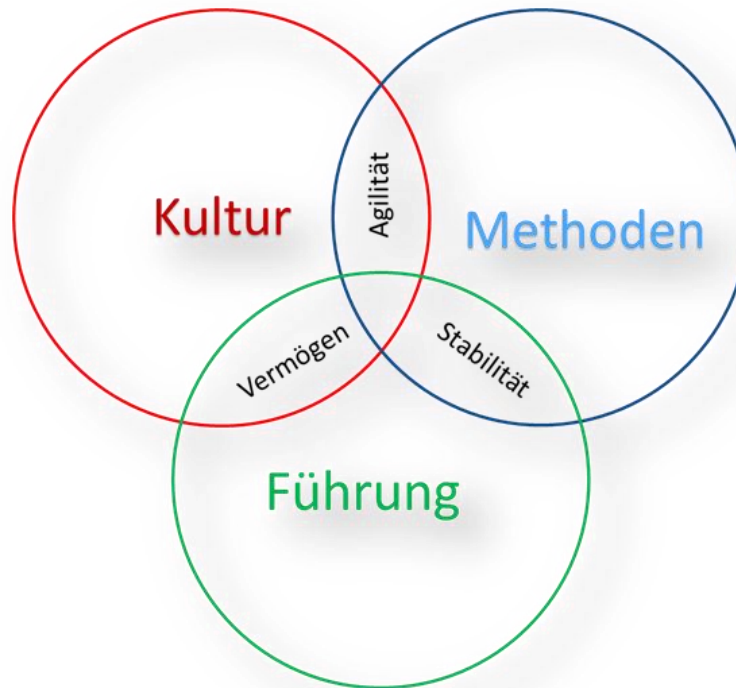 Agilität
Kultur
Methoden
Vermögen
Stabilität
Führung